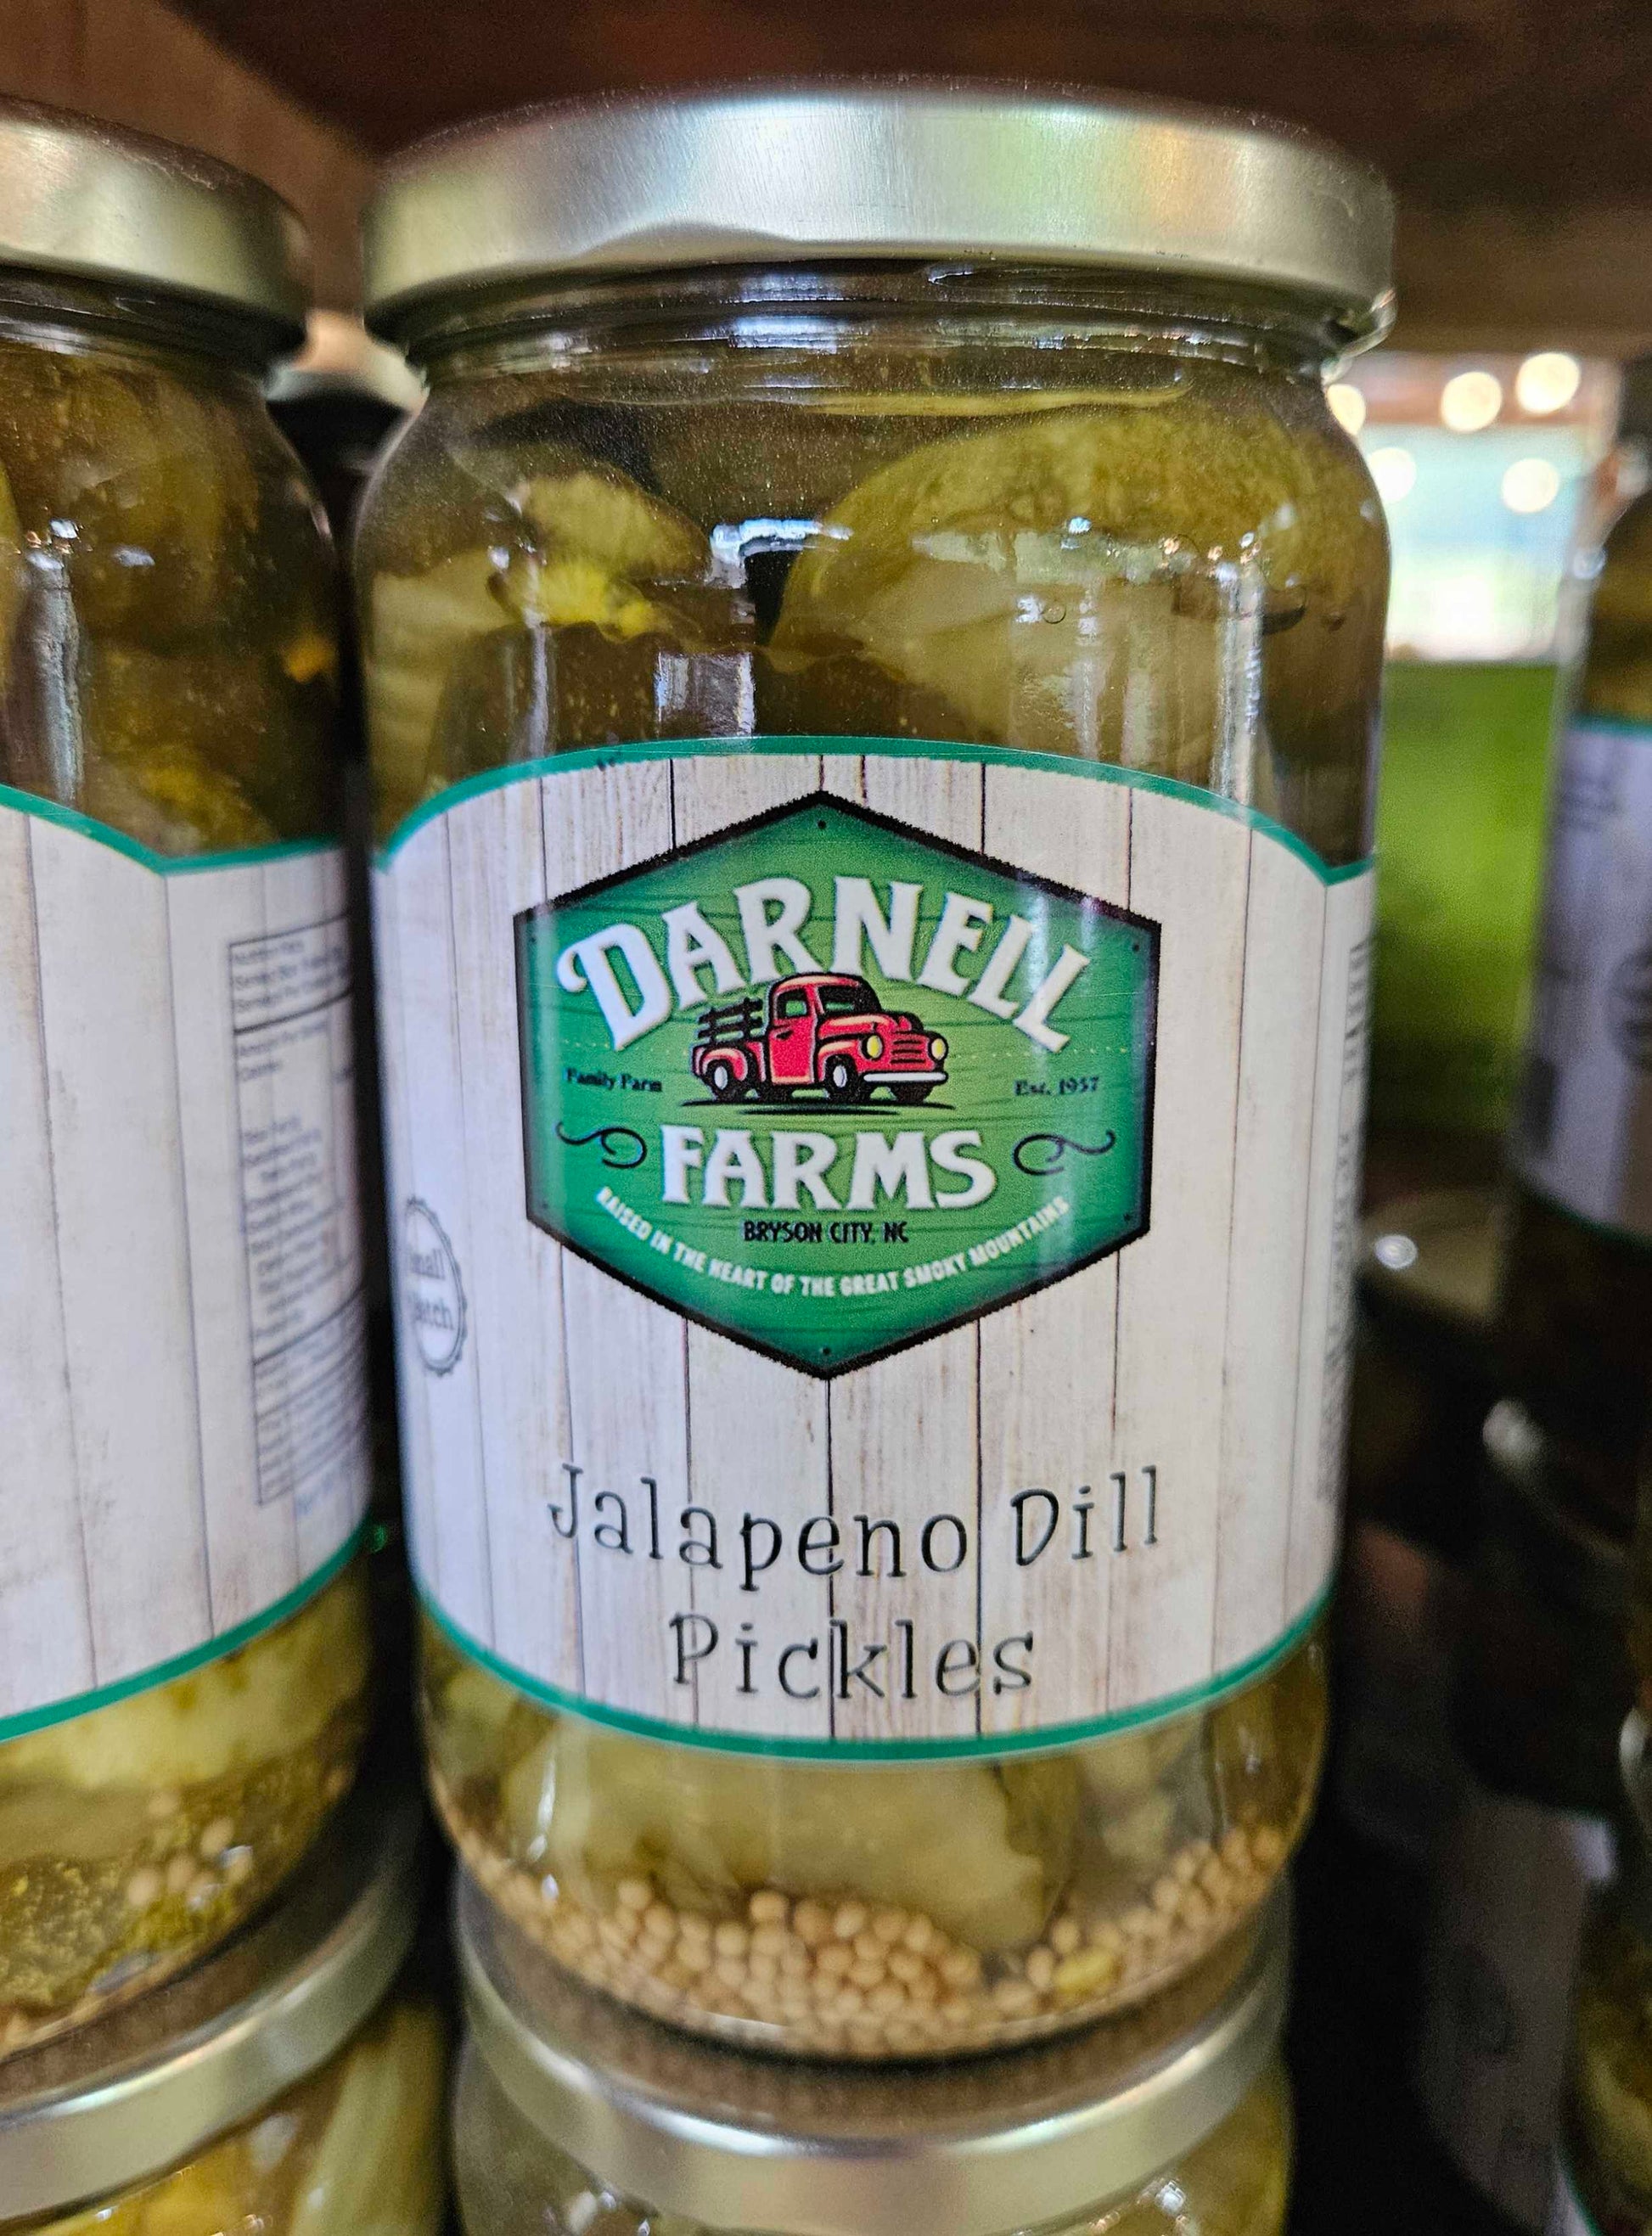 DARNELL
Family Farm
Est. 1957
FARMS
BRYSON CITY, NC
RAISED IN THE HEART OF THE GREAT SMOKY MOUNTAINS
Small
Batch
Jalapeno Dill
Pickles